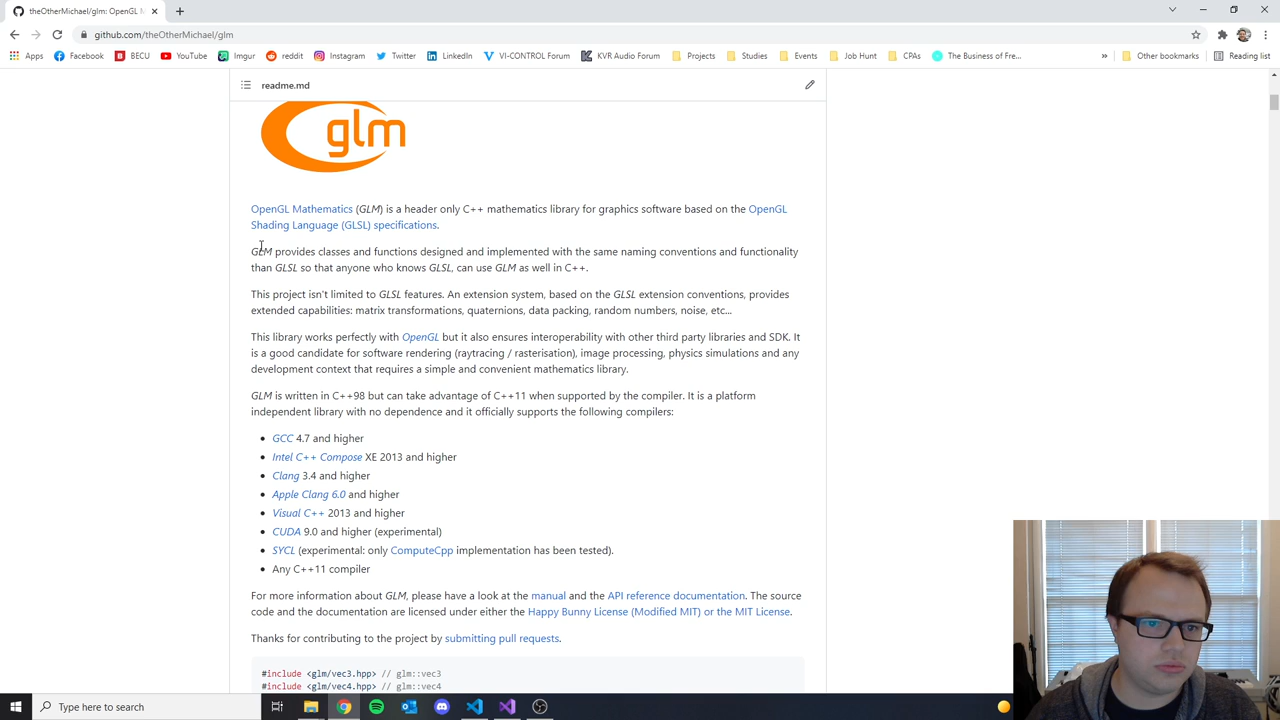 theOtherMichael/glm: OpenGL M
github.com/theOtherMichael/glm
Apps Facebook BECU YouTube Imgur reddit Instagram Twitter LinkedIn VI-CONTROL Forum KVR Audio Forum Projects Studies Events Job Hunt CPAs The Business of Fre... » Other bookmarks Reading list
readme.md
glm
OpenGL Mathematics (GLM) is a header only C++ mathematics library for graphics software based on the OpenGL
Shading Language (GLSL) specifications.
GLM provides classes and functions designed and implemented with the same naming conventions and functionality
than GLSL so that anyone who knows GLSL, can use GLM as well in C++.
This project isn't limited to GLSL features. An extension system, based on the GLSL extension conventions, provides
extended capabilities: matrix transformations, quaternions, data packing, random numbers, noise, etc...
This library works perfectly with OpenGL but it also ensures interoperability with other third party libraries and SDK. It
is a good candidate for software rendering (raytracing / rasterisation), image processing, physics simulations and any
development context that requires a simple and convenient mathematics library.
GLM is written in C++98 but can take advantage of C++11 when supported by the compiler. It is a platform
independent library with no dependence and it officially supports the following compilers:
• GCC 4.7 and higher
• Intel C++ Compose XE 2013 and higher
• Clang 3.4 and higher
• Apple Clang 6.0 and higher
• Visual C++ 2013 and higher
• CUDA 9.0 and higher (experimental)
• SYCL (experimental: only ComputeCpp implementation has been tested).
• Any C++11 compiler
For more information about GLM, please have a look at the manual and the API reference documentation. The source
code and the documentation are licensed under either the Happy Bunny License (Modified MIT) or the MIT License.
Thanks for contributing to the project by submitting pull requests.
#include <glm/vec3.hpp> // glm::vec3
#include <glm/vec4.hpp> // glm::vec4
Type here to search